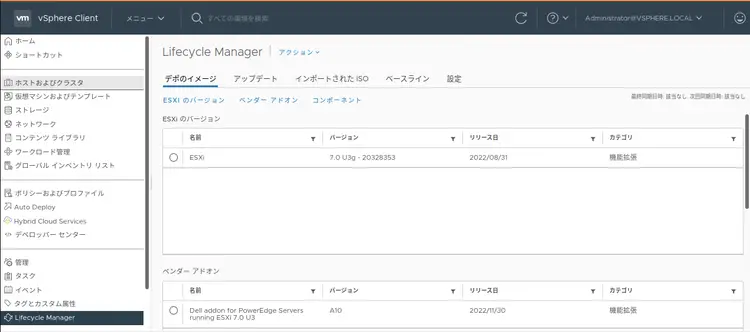 vm vSphere Client メニュー すべての環境を検索 Administrator@VSPHERE.LOCAL
ホーム
ショートカット
ホストおよびクラスタ
仮想マシンおよびテンプレート
ストレージ
ネットワーク
コンテンツ ライブラリ
ワークロード管理
グローバル インベントリ リスト
ポリシーおよびプロファイル
Auto Deploy
Hybrid Cloud Services
デベロッパー センター
管理
タスク
イベント
タグとカスタム属性
Lifecycle Manager
Lifecycle Manager アクション
デポのイメージ アップデート インポートされた ISO ベースライン 設定
ESXi のバージョン ベンダー アドオン コンポーネント
最終同期日時: 該当なし 次回同期日時: 該当なし
ESXi のバージョン
名前 バージョン リリース日 カテゴリ
ESXi 7.0 U3g - 20328353 2022/08/31 機能拡張
ベンダー アドオン
名前 バージョン リリース日 カテゴリ
Dell addon for PowerEdge Servers A10 2022/11/30 機能拡張
running ESXi 7.0 U3